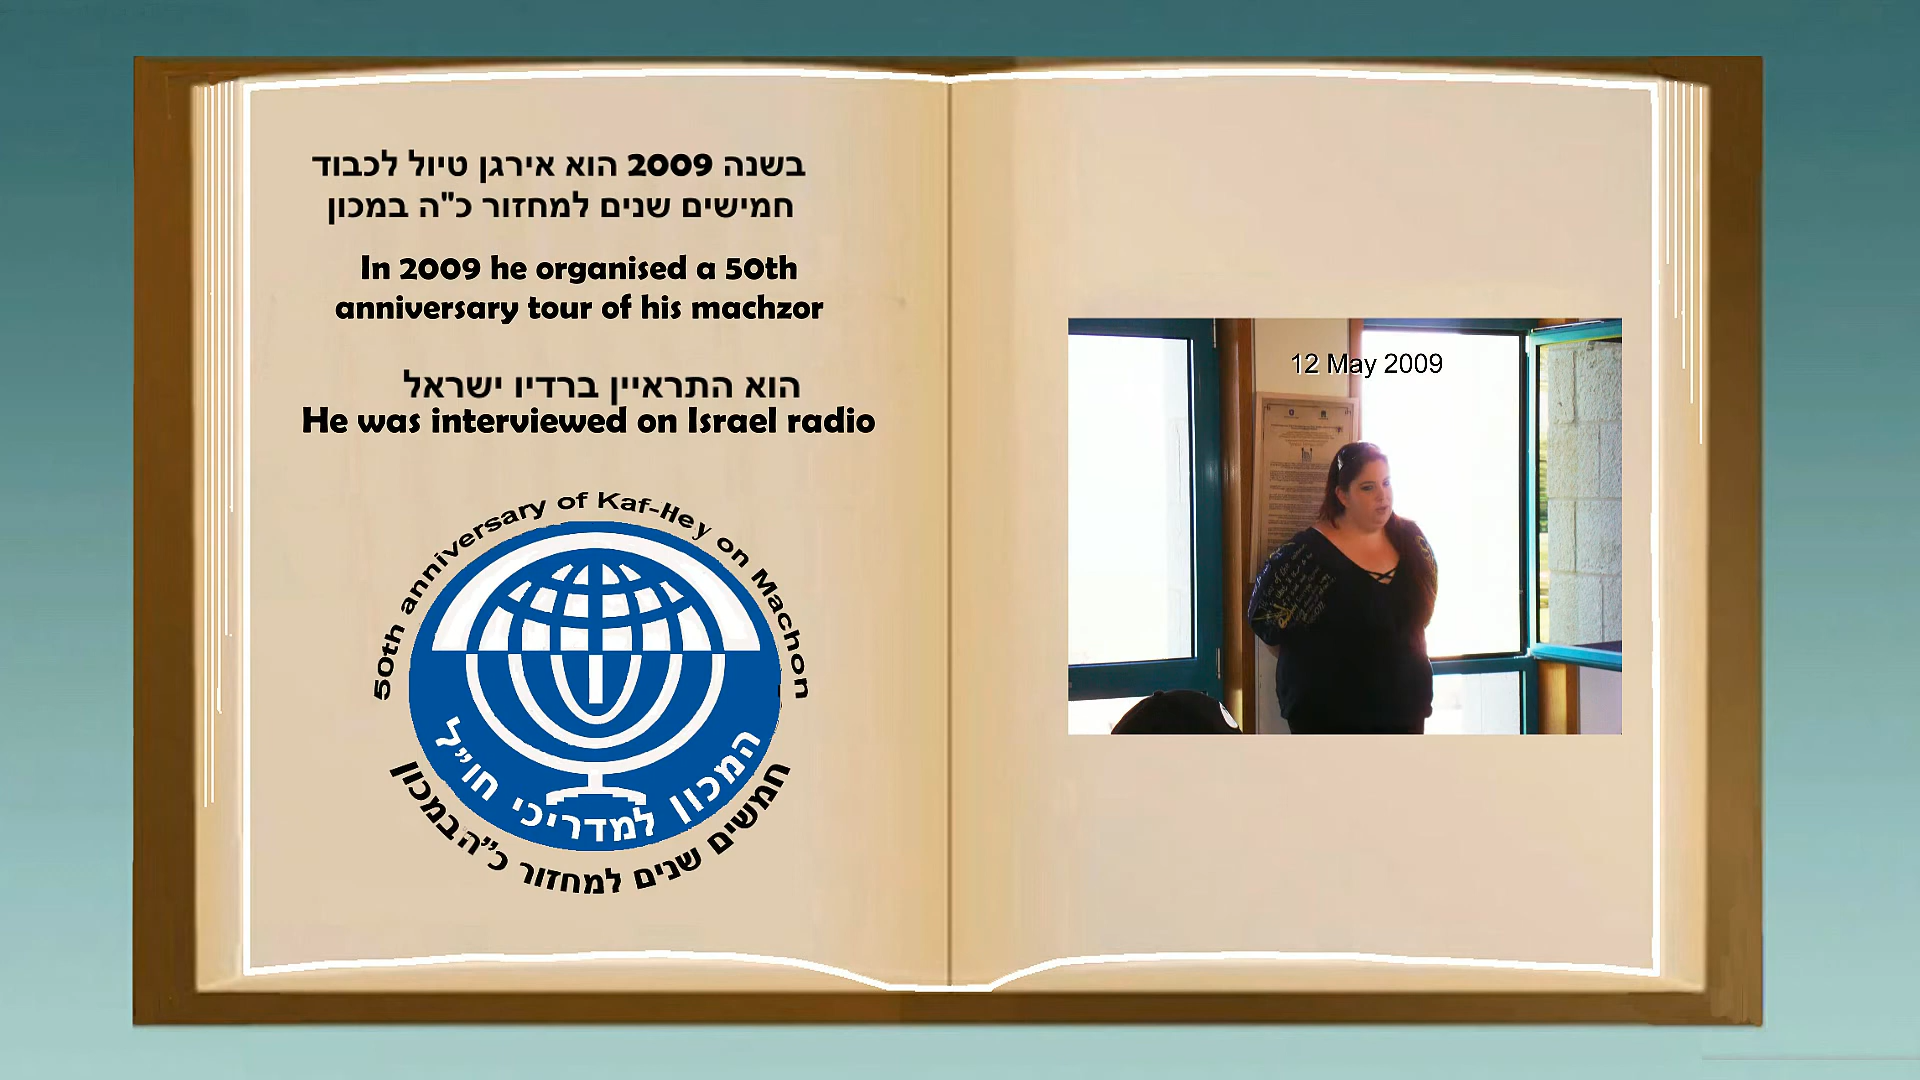 בשנה 2009 הוא אירגן טיול לכבוד
חמישים שנים למחזור כ"ה במכון
In 2009 he organised a 50th
anniversary tour of his machzor
הוא התראיין ברדיו ישראל
He was interviewed on Israel radio
50th anniversary of Kaf-Hey on Machon
המכון למדריכי חו"ל
חמשים שנים למחזור כ"ה במכון
12 May 2009